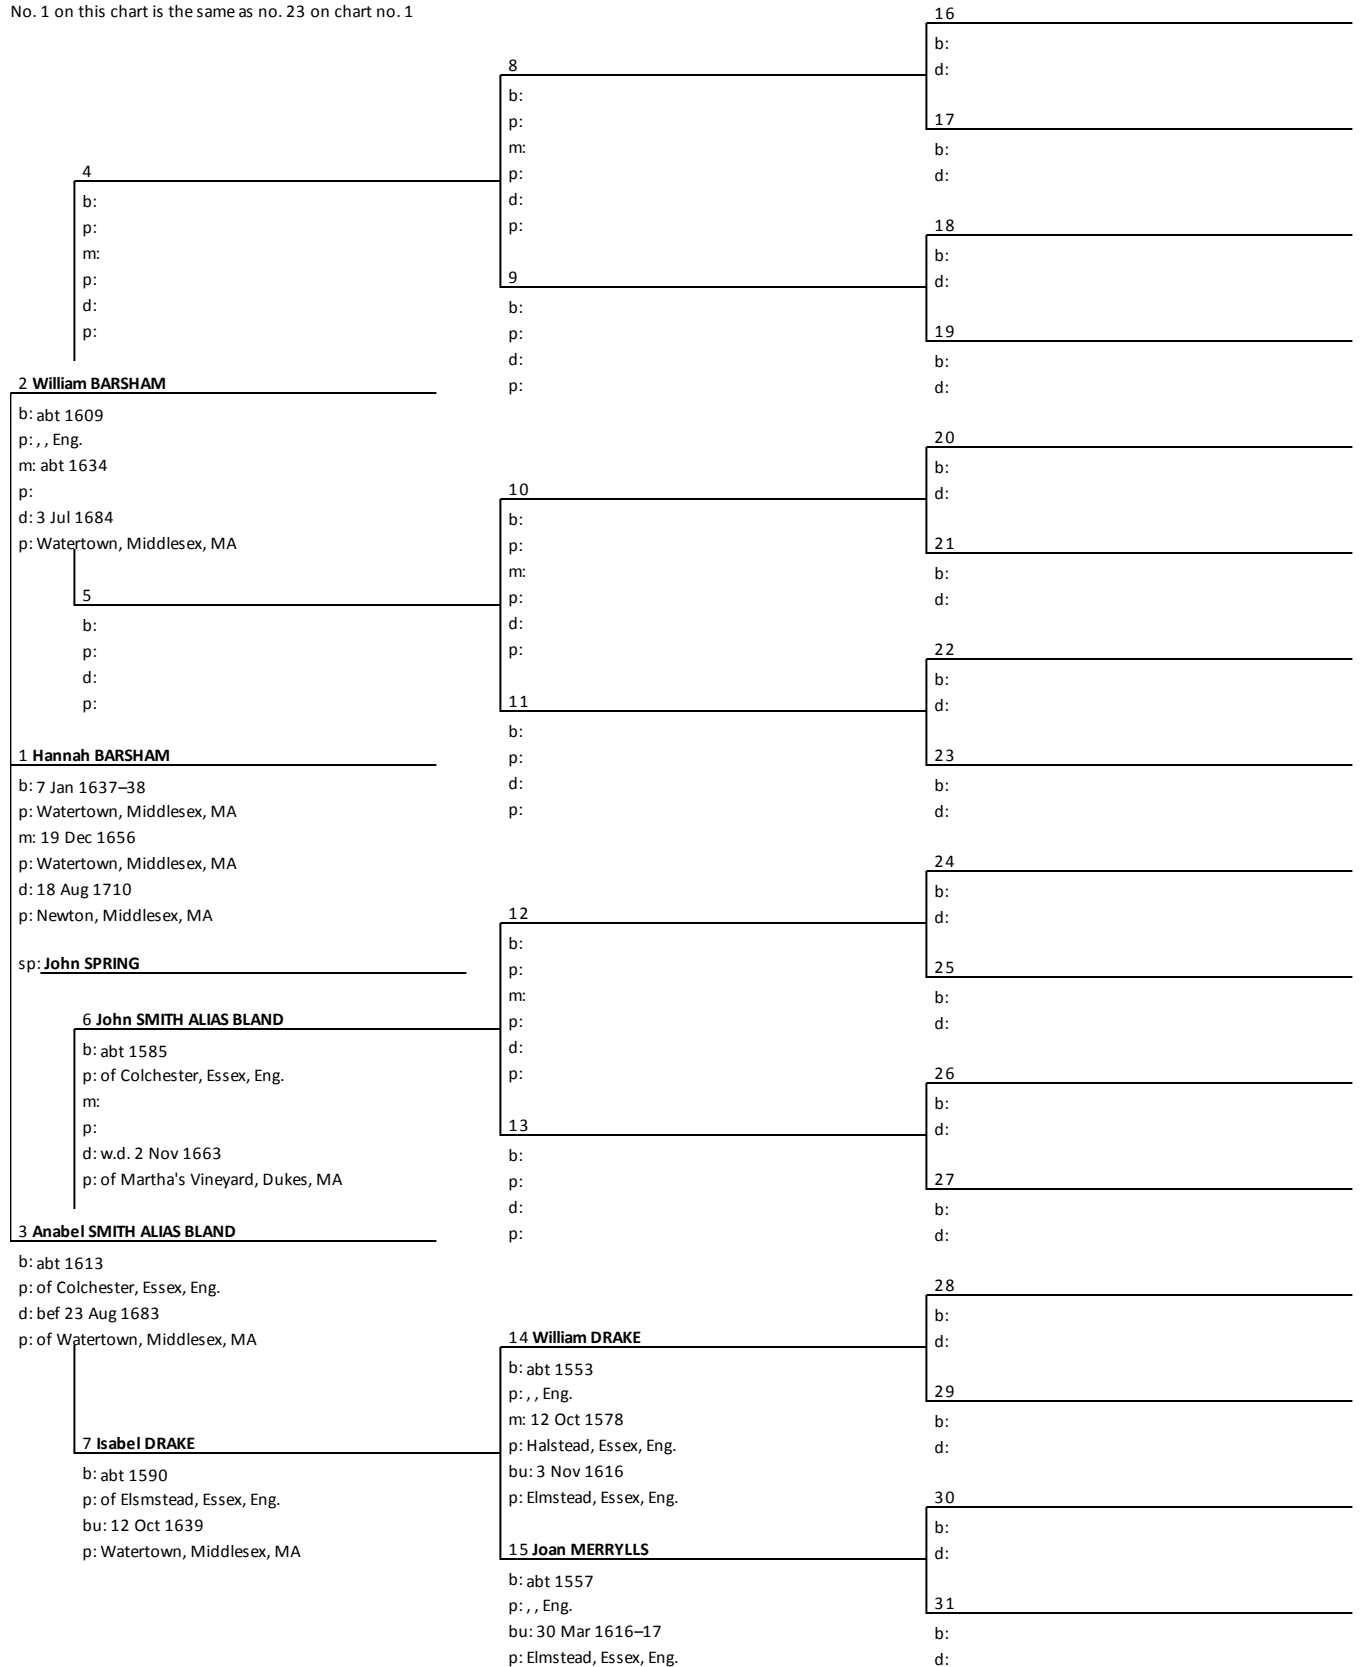 No. 1 on this chart is the same as no. 23 on chart no. 1
4
b:
p:
m:
p:
d:
p:
2 William BARSHAM
b: abt 1609
p: , , Eng.
m: abt 1634
p:
d: 3 Jul 1684
p: Watertown, Middlesex, MA
5
b:
p:
d:
p:
1 Hannah BARSHAM
b: 7 Jan 1637–38
p: Watertown, Middlesex, MA
m: 19 Dec 1656
p: Watertown, Middlesex, MA
d: 18 Aug 1710
p: Newton, Middlesex, MA
sp: John SPRING
6 John SMITH ALIAS BLAND
b: abt 1585
p: of Colchester, Essex, Eng.
m:
p:
d: w.d. 2 Nov 1663
p: of Martha's Vineyard, Dukes, MA
3 Anabel SMITH ALIAS BLAND
b: abt 1613
p: of Colchester, Essex, Eng.
d: bef 23 Aug 1683
p: of Watertown, Middlesex, MA
7 Isabel DRAKE
b: abt 1590
p: of Elsmstead, Essex, Eng.
bu: 12 Oct 1639
p: Watertown, Middlesex, MA
8
b:
p:
m:
p:
d:
p:
9
b:
p:
d:
p:
10
b:
p:
m:
p:
d:
p:
11
b:
p:
d:
p:
12
b:
p:
m:
p:
d:
p:
13
b:
p:
d:
p:
14 William DRAKE
b: abt 1553
p: , , Eng.
m: 12 Oct 1578
p: Halstead, Essex, Eng.
bu: 3 Nov 1616
p: Elmstead, Essex, Eng.
15 Joan MERRYLLS
b: abt 1557
p: , , Eng.
bu: 30 Mar 1616–17
p: Elmstead, Essex, Eng.
16
b:
d:
17
b:
d:
18
b:
d:
19
b:
d:
20
b:
d:
21
b:
d:
22
b:
d:
23
b:
d:
24
b:
d:
25
b:
d:
26
b:
d:
27
b:
d:
28
b:
d:
29
b:
d:
30
b:
d:
31
b:
d: